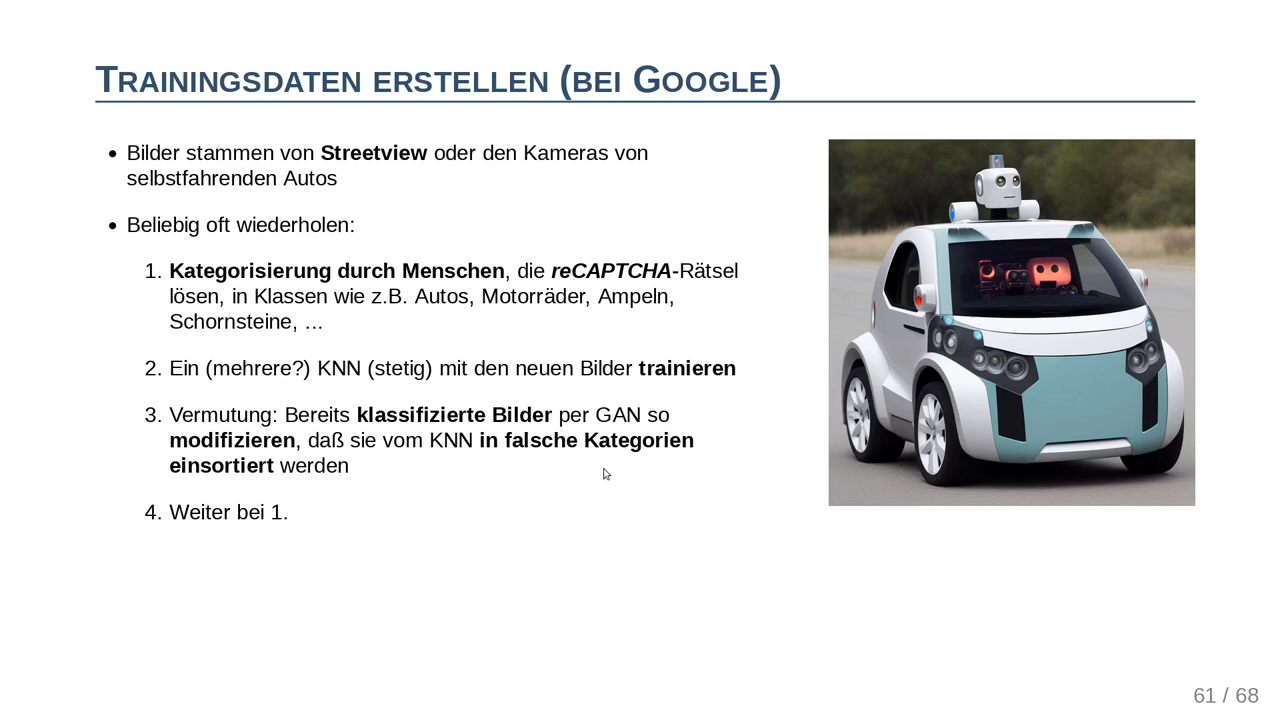 Trainingsdaten erstellen (bei Google)
• Bilder stammen von Streetview oder den Kameras von
selbstfahrenden Autos
• Beliebig oft wiederholen:
1. Kategorisierung durch Menschen, die reCAPTCHA-Rätsel
lösen, in Klassen wie z.B. Autos, Motorräder, Ampeln,
Schornsteine, …
2. Ein (mehrere?) KNN (stetig) mit den neuen Bilder trainieren
3. Vermutung: Bereits klassifizierte Bilder per GAN so
modifizieren, daß sie vom KNN in falsche Kategorien
einsortiert werden
4. Weiter bei 1.
61 / 68